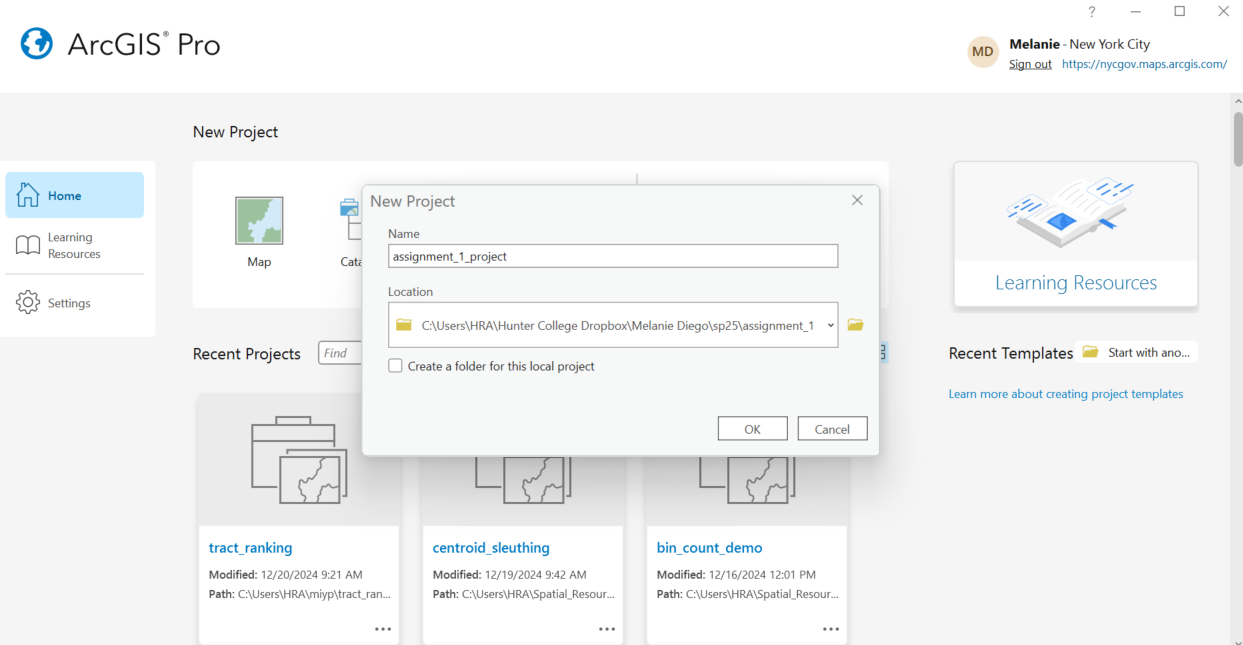 ?
ArcGIS® Pro
MD
Melanie - New York City
Sign out https://nycgov.maps.arcgis.com/
New Project
Home
Learning
Resources
Settings
Map
Cata
New Project
Name
assignment_1_project
Location
C:\Users\HRA\Hunter College Dropbox\Melanie Diego\sp25\assignment_1
Create a folder for this local project
OK
Cancel
Learning Resources
Recent Projects
Find
Recent Templates
Start with ano...
Learn more about creating project templates
tract_ranking
Modified: 12/20/2024 9:21 AM
Path: C:\Users\HRA\miyp\tract_ran...
centroid_sleuthing
Modified: 12/19/2024 9:42 AM
Path: C:\Users\HRA\Spatial_Resour...
bin_count_demo
Modified: 12/16/2024 12:01 PM
Path: C:\Users\HRA\Spatial_Resour...